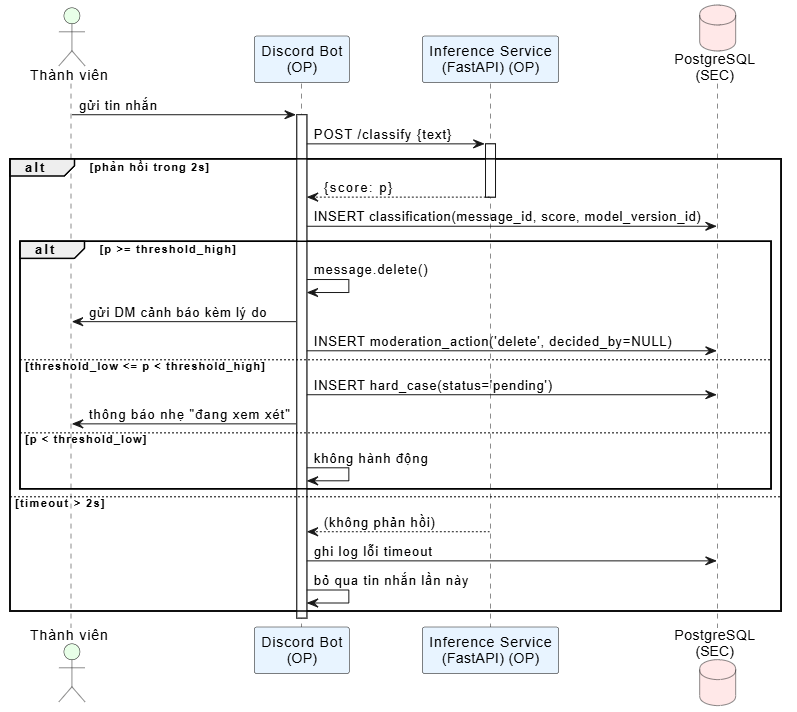 Thành viên
Discord Bot
(OP)
Inference Service
(FastAPI) (OP)
PostgreSQL
(SEC)
gửi tin nhắn
POST /classify {text}
alt
[phản hồi trong 2s]
{score: p}
INSERT classification(message_id, score, model_version_id)
alt
[p >= threshold_high]
message.delete()
gửi DM cảnh báo kèm lý do
INSERT moderation_action('delete', decided_by=NULL)
[threshold_low <= p < threshold_high]
INSERT hard_case(status='pending')
thông báo nhẹ "đang xem xét"
[p < threshold_low]
không hành động
[timeout > 2s]
(không phản hồi)
ghi log lỗi timeout
bỏ qua tin nhắn lần này
Thành viên
Discord Bot
(OP)
Inference Service
(FastAPI) (OP)
PostgreSQL
(SEC)